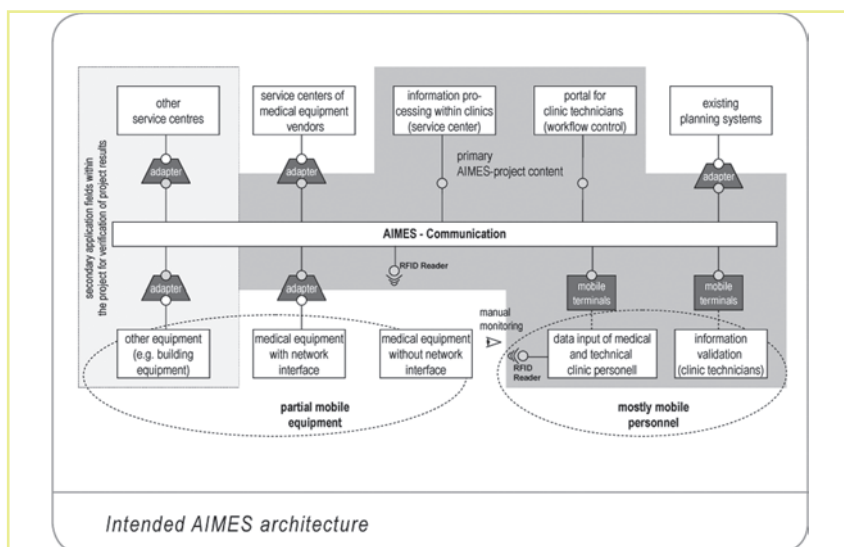 other
service centres
service centers of
medical equipment
vendors
information pro-
cessing within clinics
(service center)
portal for
clinic technicians
(workflow control)
existing
planning systems
secondary application fields within
the project for verification of project results
adapter
adapter
primary
AIMES-project content
adapter
AIMES - Communication
adapter
adapter
RFID Reader
mobile
terminals
mobile
terminals
manual
monitoring
other equipment
(e.g. building
equipment)
medical equipment
with network
interface
medical equipment
without network
interface
RFID
Reader
data input of medical
and technical
clinic personell
information
validation
(clinic technicians)
partial mobile
equipment
mostly mobile
personnel
Intended AIMES architecture